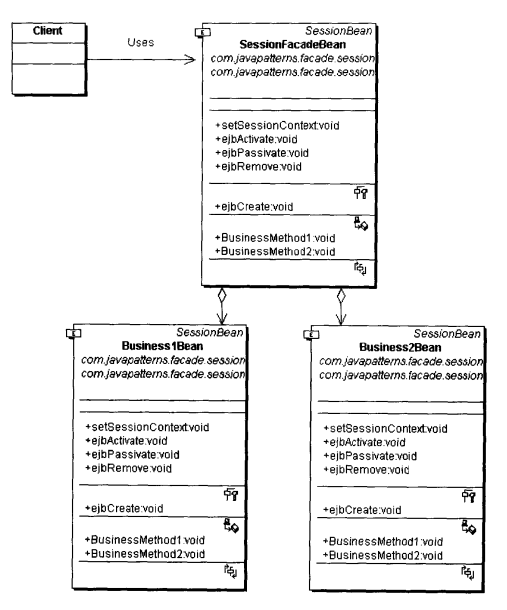 Client
Uses
SessionBean
SessionFacadeBean
com.javapatterns.facade.session
com.javapatterns.facade.session
+setSessionContext:void
+ejbActivate:void
+ejbPassivate:void
+ejbRemove:void
+ejbCreate:void
+BusinessMethod1:void
+BusinessMethod2:void
SessionBean
Business1Bean
com.javapatterns.facade.session
com.javapatterns.facade.session
+setSessionContext:void
+ejbActivate:void
+ejbPassivate:void
+ejbRemove:void
+ejbCreate:void
+BusinessMethod1:void
+BusinessMethod2:void
SessionBean
Business2Bean
com.javapatterns.facade.session
com.javapatterns.facade.session
+setSessionContext:void
+ejbActivate:void
+ejbPassivate:void
+ejbRemove:void
+ejbCreate:void
+BusinessMethod1:void
+BusinessMethod2:void